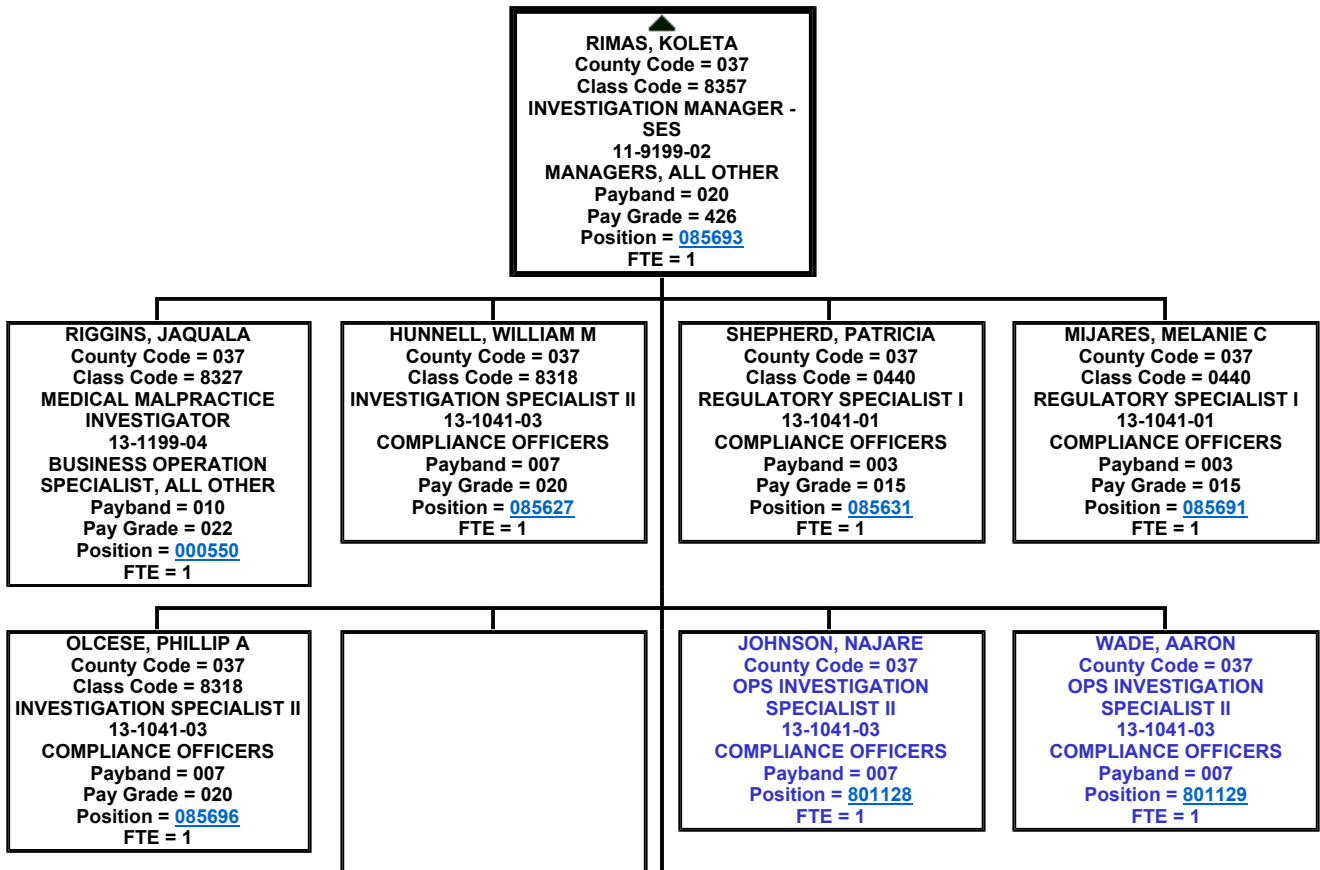 RIMAS, KOLETA
County Code = 037
Class Code = 8357
INVESTIGATION MANAGER -
SES
11-9199-02
MANAGERS, ALL OTHER
Payband = 020
Pay Grade = 426
Position = 085693
FTE = 1
RIGGINS, JAQUALA
County Code = 037
Class Code = 8327
MEDICAL MALPRACTICE
INVESTIGATOR
13-1199-04
BUSINESS OPERATION
SPECIALIST, ALL OTHER
Payband = 010
Pay Grade = 022
Position = 000550
FTE = 1
HUNNELL, WILLIAM M
County Code = 037
Class Code = 8318
INVESTIGATION SPECIALIST II
13-1041-03
COMPLIANCE OFFICERS
Payband = 007
Pay Grade = 020
Position = 085627
FTE = 1
SHEPHERD, PATRICIA
County Code = 037
Class Code = 0440
REGULATORY SPECIALIST I
13-1041-01
COMPLIANCE OFFICERS
Payband = 003
Pay Grade = 015
Position = 085631
FTE = 1
MIJARES, MELANIE C
County Code = 037
Class Code = 0440
REGULATORY SPECIALIST I
13-1041-01
COMPLIANCE OFFICERS
Payband = 003
Pay Grade = 015
Position = 085691
FTE = 1
OLCESE, PHILLIP A
County Code = 037
Class Code = 8318
INVESTIGATION SPECIALIST II
13-1041-03
COMPLIANCE OFFICERS
Payband = 007
Pay Grade = 020
Position = 085696
FTE = 1
JOHNSON, NAJARE
County Code = 037
OPS INVESTIGATION
SPECIALIST II
13-1041-03
COMPLIANCE OFFICERS
Payband = 007
Position = 801128
FTE = 1
WADE, AARON
County Code = 037
OPS INVESTIGATION
SPECIALIST II
13-1041-03
COMPLIANCE OFFICERS
Payband = 007
Position = 801129
FTE = 1